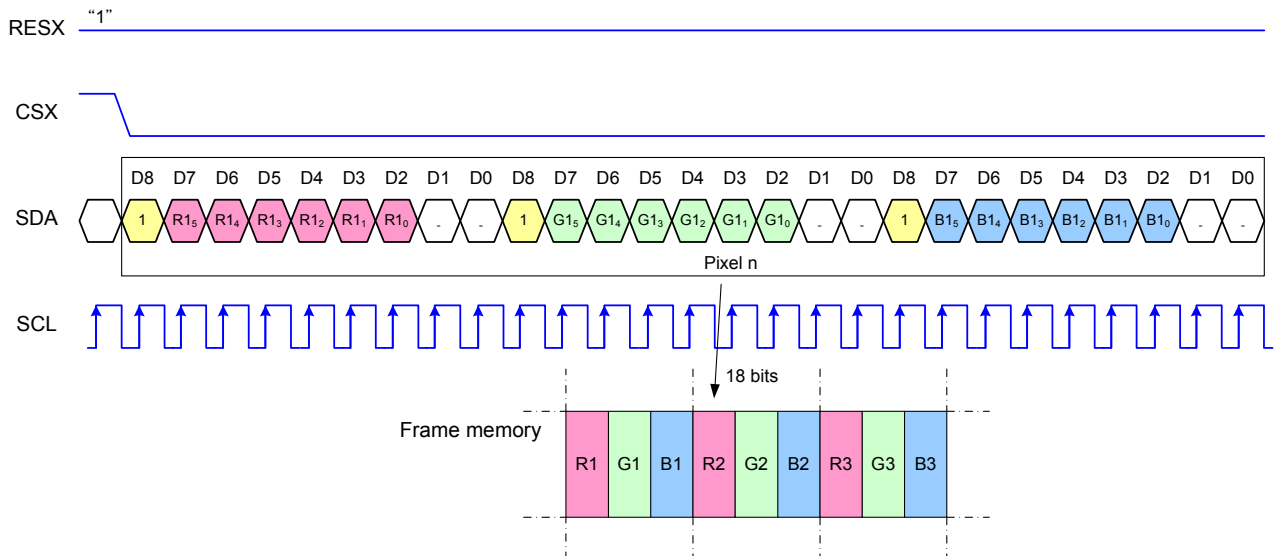 “1”
RESX
CSX
D8 D7 D6 D5 D4 D3 D2 D1 D0 D8 D7 D6 D5 D4 D3 D2 D1 D0 D8 D7 D6 D5 D4 D3 D2 D1 D0
SDA 1 R1₅ R1₄ R1₃ R1₂ R1₁ R1₀ - - 1 G1₅ G1₄ G1₃ G1₂ G1₁ G1₀ - - 1 B1₅ B1₄ B1₃ B1₂ B1₁ B1₀ - -
Pixel n
SCL
18 bits
Frame memory
R1 G1 B1 R2 G2 B2 R3 G3 B3